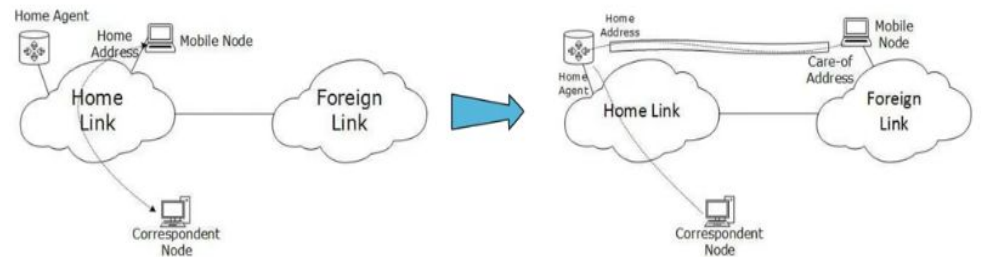 Home Agent
Home
Address
Mobile Node
Home
Link
Foreign
Link
Correspondent
Node
Home
Address
Mobile
Node
Care-of
Address
Home
Agent
Home Link
Foreign
Link
Correspondent
Node